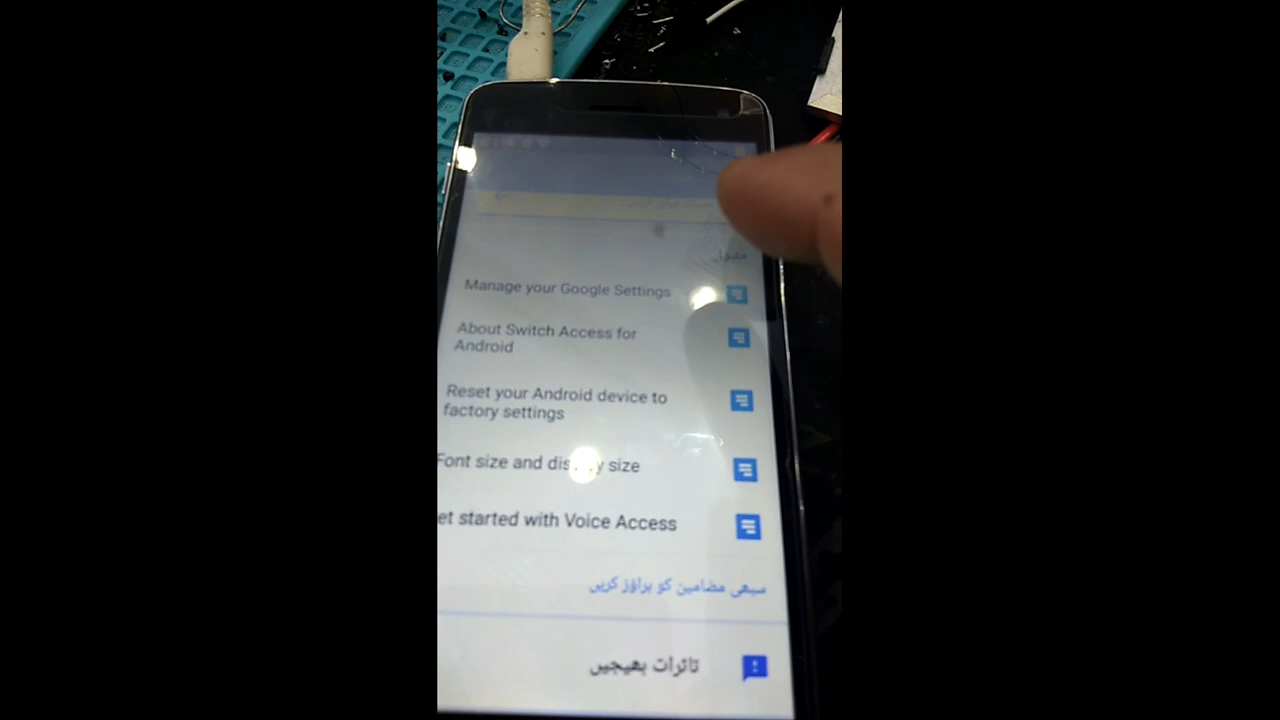 مقبول
Manage your Google Settings
About Switch Access for
Android
Reset your Android device to
factory settings
Font size and display size
et started with Voice Access
سبھی مضامین کو براؤز کریں
تاثرات بھیجیں